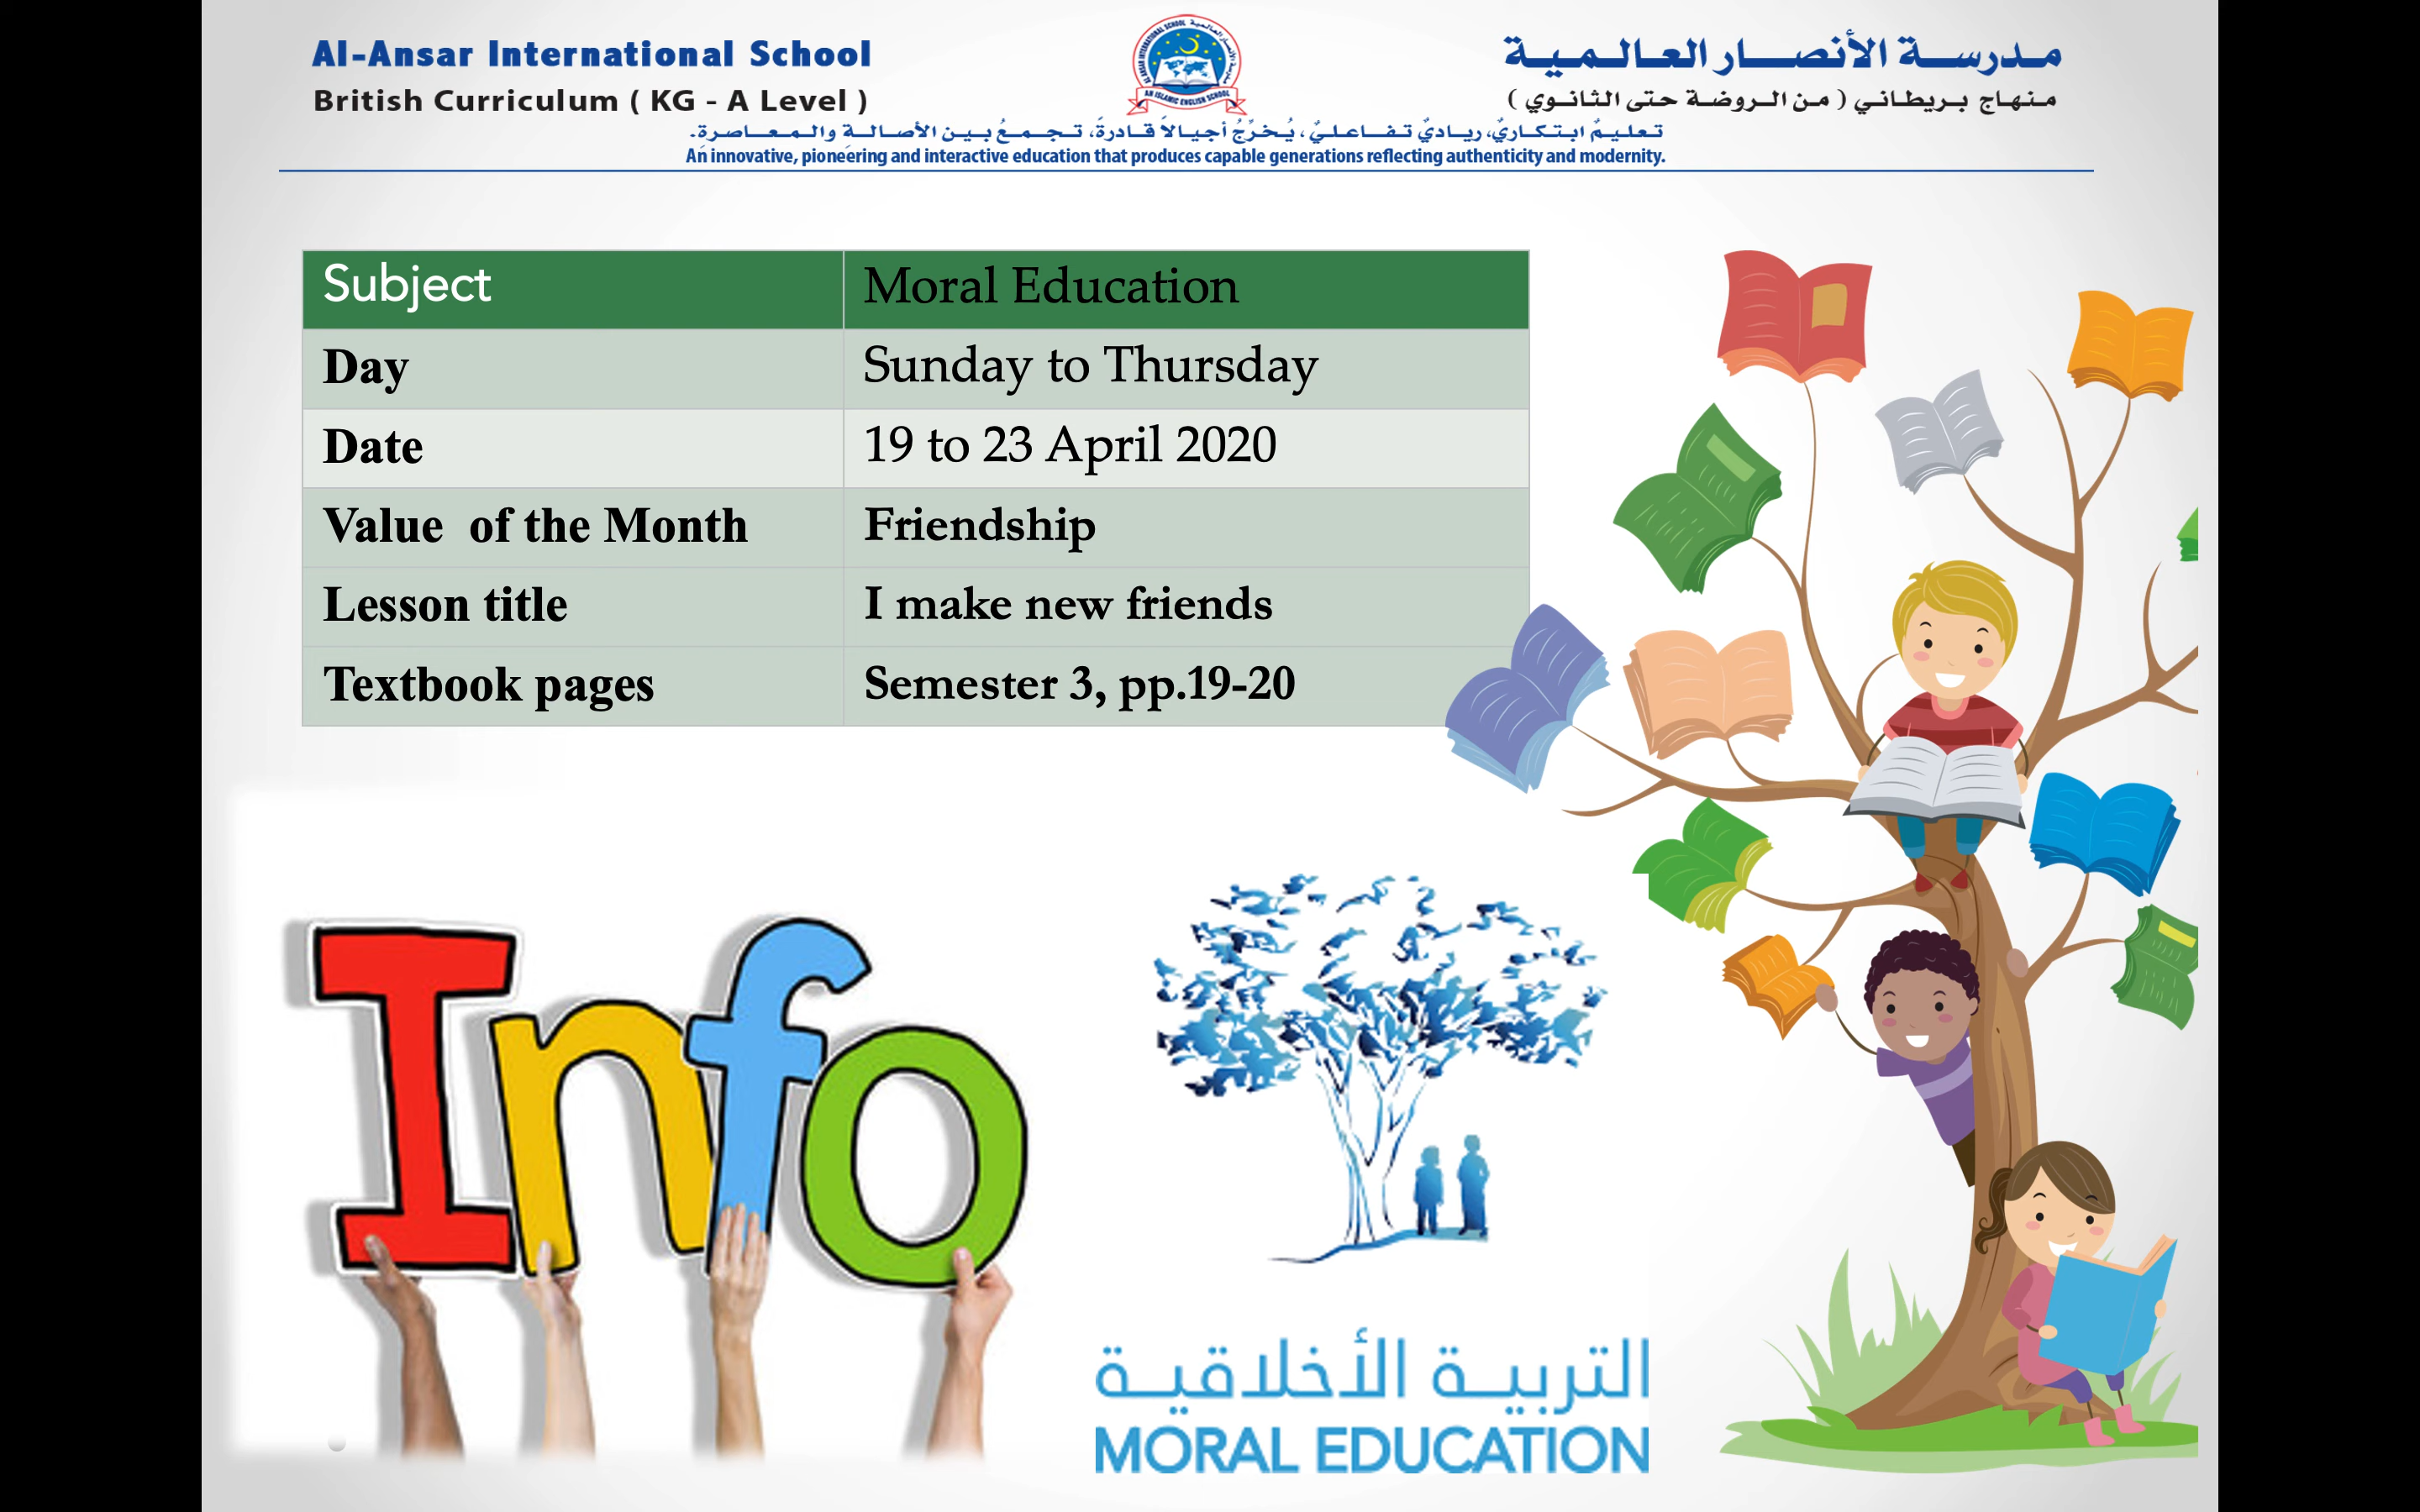 Al-Ansar International School
British Curriculum ( KG - A Level )
مدرسة الأنصار العالمية
منهاج بريطاني ( من الروضة حتى الثانوي )
AN ISLAMIC ENGLISH SCHOOL
تعليمٌ ابتكاريٌ، رياديٌ تفاعليٌ، يُخرِّجُ أجيالاً قادرةً، تجمعُ بين الأصالة والمعاصرة.
An innovative, pioneering and interactive education that produces capable generations reflecting authenticity and modernity.
Subject Moral Education
Day Sunday to Thursday
Date 19 to 23 April 2020
Value of the Month Friendship
Lesson title I make new friends
Textbook pages Semester 3, pp.19-20
Info
التربية الأخلاقية
MORAL EDUCATION